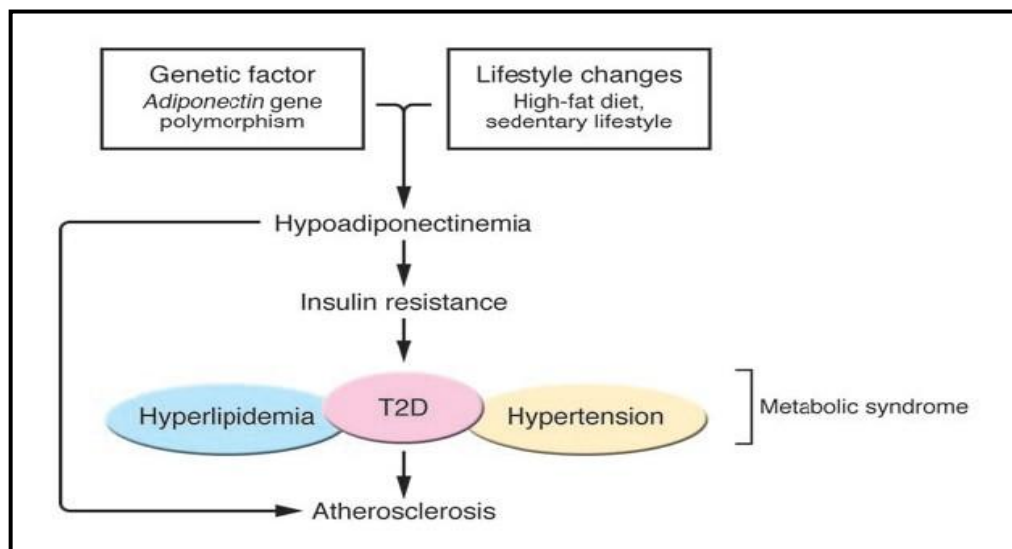 Genetic factor
Adiponectin gene
polymorphism
Lifestyle changes
High-fat diet,
sedentary lifestyle
Hypoadiponectinemia
Insulin resistance
Hyperlipidemia
T2D
Hypertension
Metabolic syndrome
Atherosclerosis